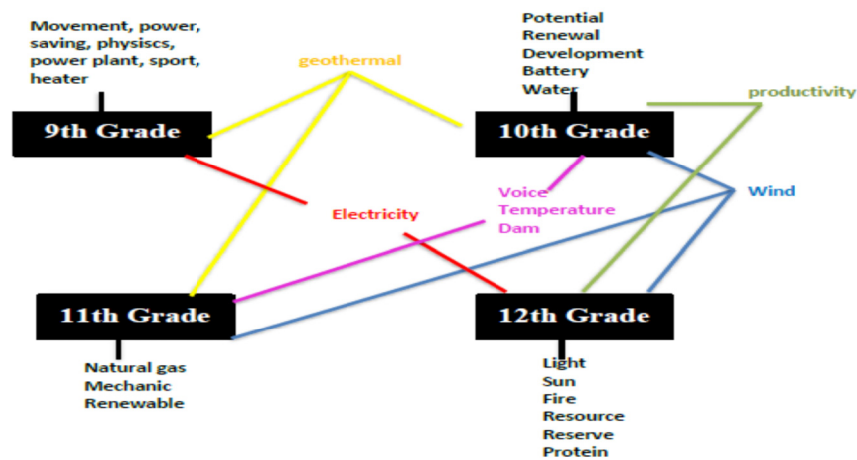 Movement, power,
saving, physiscs,
power plant, sport,
heater
geothermal
Potential
Renewal
Development
Battery
Water
productivity
9th Grade
10th Grade
Voice
Temperature
Dam
Wind
Electricity
11th Grade
12th Grade
Natural gas
Mechanic
Renewable
Light
Sun
Fire
Resource
Reserve
Protein